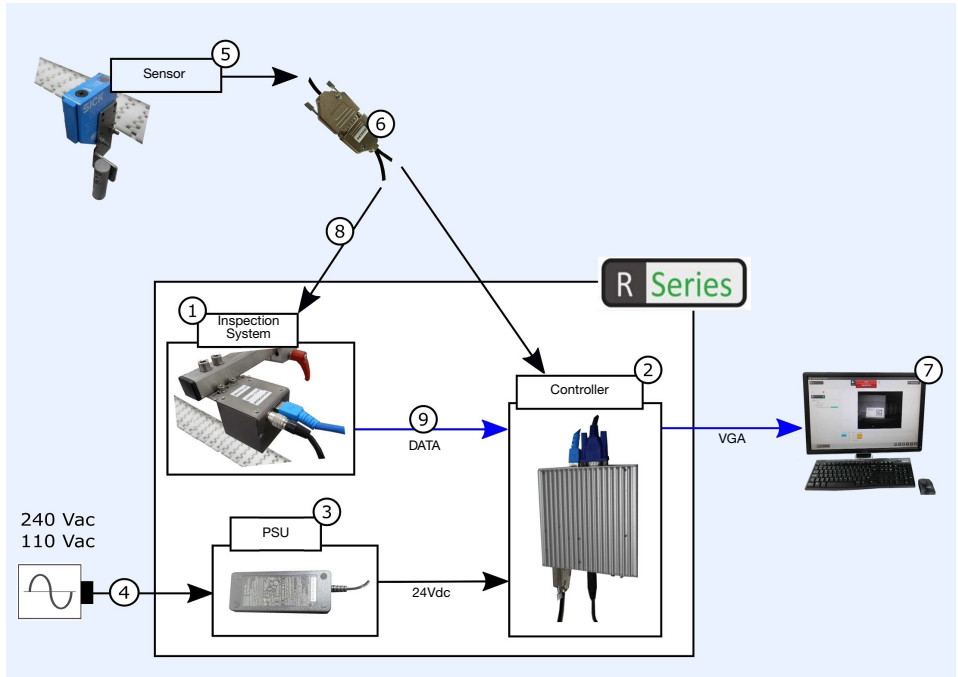 5
Sensor
SICK
6
8
R Series
1
Inspection
System
2
Controller
7
9
DATA
VGA
240 Vac
110 Vac
3
PSU
4
24Vdc